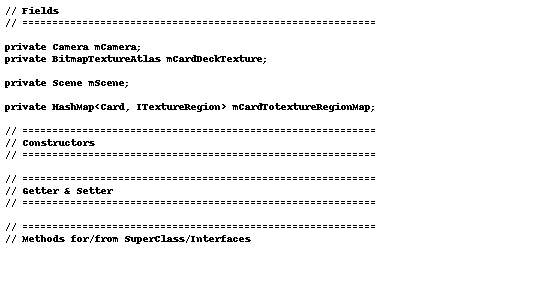 // Fields
// ===========================================================
private Camera mCamera;
private BitmapTextureAtlas mCardDeckTexture;
private Scene mScene;
private HashMap<Card, ITextureRegion> mCardTotextureRegionMap;
// ===========================================================
// Constructors
// ===========================================================
// ===========================================================
// Getter & Setter
// ===========================================================
// ===========================================================
// Methods for/from SuperClass/Interfaces